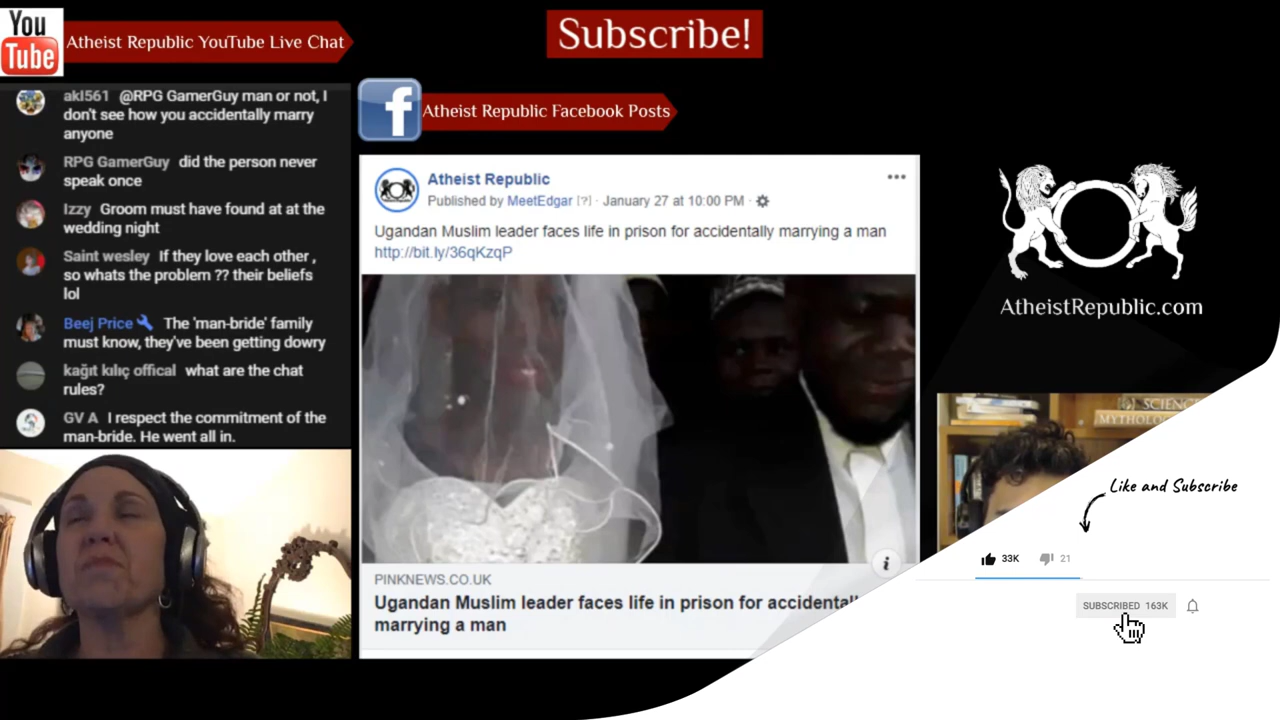 You
Tube
Atheist Republic YouTube Live Chat
Subscribe!
akl561 @RPG GamerGuy man or not, I
don't see how you accidentally marry
anyone
RPG GamerGuy did the person never
speak once
Izzy Groom must have found at at the
wedding night
Saint wesley If they love each other ,
so whats the problem ?? their beliefs
lol
Beej Price The 'man-bride' family
must know, they've been getting dowry
kağıt kılıç offical what are the chat
rules?
GV A I respect the commitment of the
man-bride. He went all in.
f
Atheist Republic Facebook Posts
Atheist Republic
Published by MeetEdgar [?] · January 27 at 10:00 PM ·
Ugandan Muslim leader faces life in prison for accidentally marrying a man
http://bit.ly/36qKzqP
i
PINKNEWS.CO.UK
Ugandan Muslim leader faces life in prison for
marrying a man
AtheistRepublic.com
Like and Subscribe
33K 21
SUBSCRIBED 163K